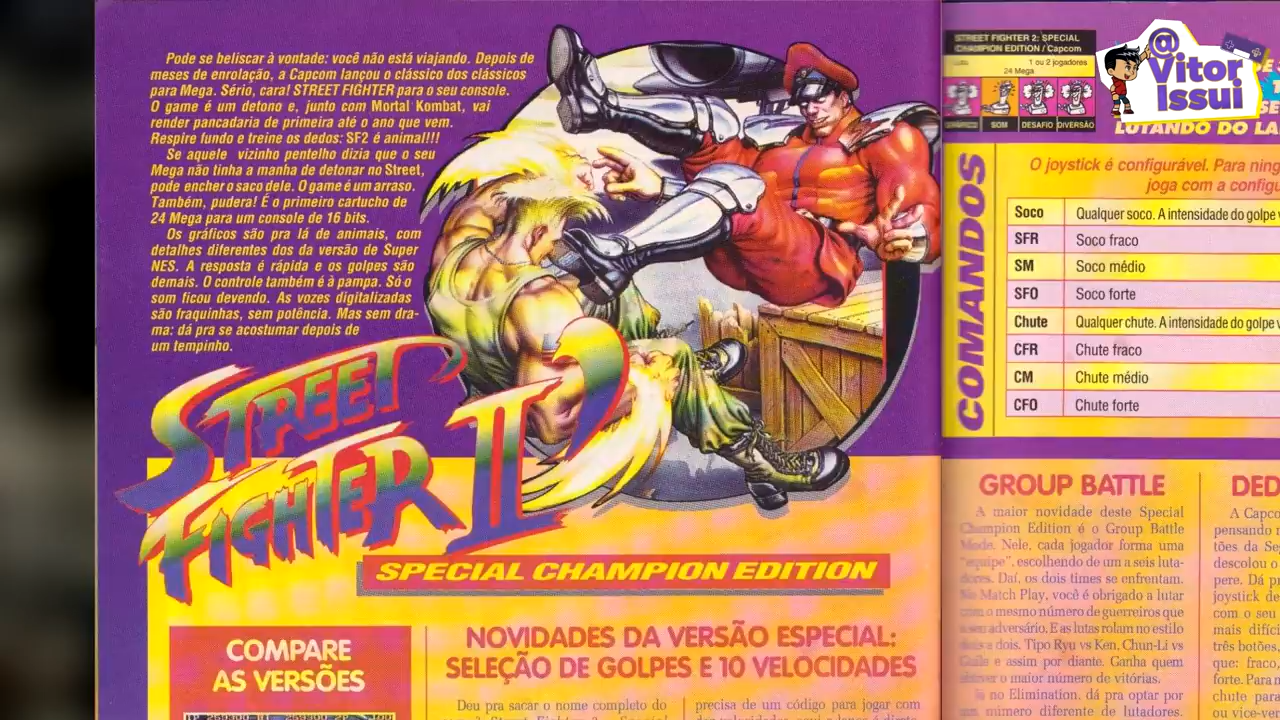 Pode se beliscar à vontade: você não está viajando. Depois de
meses de enrolação, a Capcom lançou o clássico dos clássicos
para Mega. Sério, cara! STREET FIGHTER para o seu console.
O game é um detono e, junto com Mortal Kombat, vai
render pancadaria de primeira até o ano que vem.
Respire fundo e treine os dedos: SF2 é animal!!!
Se aquele vizinho pentelho dizia que o seu
Mega não tinha a manha de detonar no Street,
pode encher o saco dele. O game é um arraso.
Também, pudera! É o primeiro cartucho de
24 Mega para um console de 16 bits.
Os gráficos são pra lá de animais, com
detalhes diferentes dos da versão de Super
NES. A resposta é rápida e os golpes são
demais. O controle também é à pampa. Só o
som ficou devendo. As vozes digitalizadas
são fraquinhas, sem potência. Mas sem dra-
ma: dá pra se acostumar depois de
um tempinho.
STREET
FIGHTER II'
SPECIAL CHAMPION EDITION
COMPARE
AS VERSÕES
NOVIDADES DA VERSÃO ESPECIAL:
SELEÇÃO DE GOLPES E 10 VELOCIDADES
Deu pra sacar o nome completo do
precisa de um código para jogar com
STREET FIGHTER 2: SPECIAL
CHAMPION EDITION / Capcom
1 ou 2 jogadores
24 Mega
SOM
DESAFIO
DIVERSÃO
@
Vitor
Issui
LUTANDO DO LA
COMANDOS
O joystick é configurável. Para ning
joga com a configu
Soco Qualquer soco. A intensidade do golpe
SFR Soco fraco
SM Soco médio
SFO Soco forte
Chute Qualquer chute. A intensidade do golpe
CFR Chute fraco
CM Chute médio
CFO Chute forte
GROUP BATTLE
A maior novidade deste Special
Champion Edition é o Group Battle
Mode. Nele, cada jogador forma uma
"equipe", escolhendo de um a seis luta-
dores. Daí, os dois times se enfrentam.
No Match Play, você é obrigado a lutar
com o mesmo número de guerreiros que
o seu adversário. E as lutas rolam no estilo
dois a dois. Tipo Ryu vs Ken, Chun-Li vs
Guile e assim por diante. Ganha quem
obtiver o maior número de vitórias.
Já no Elimination, dá pra optar por
um número diferente de lutadores.
DED
A Capco
pensando
tões da Se
descolou o
pere. Dá p
joystick de
com o seu
mais difíci
três botões,
que: fraco,
forte. Para
chute para
ou vice-ver